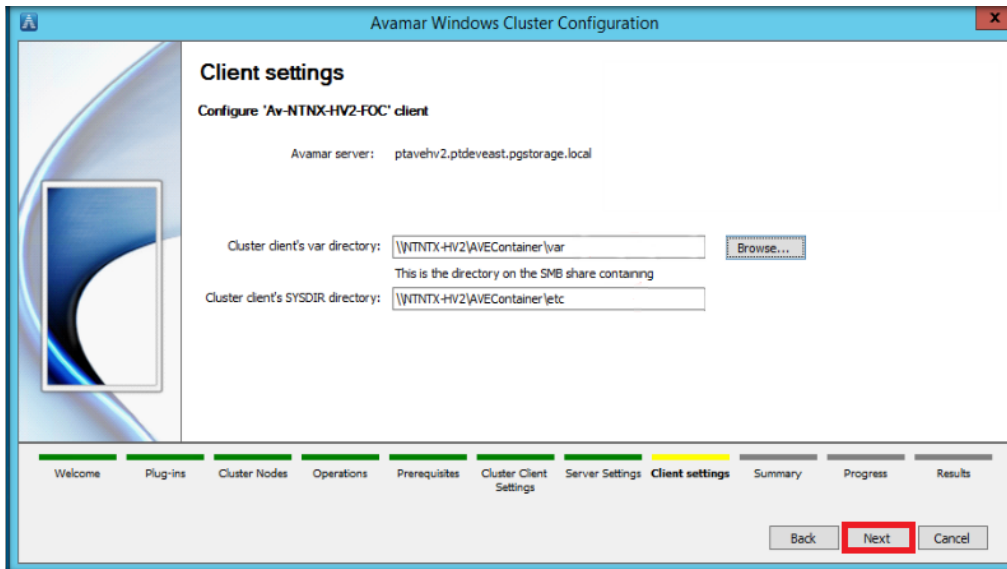 Avamar Windows Cluster Configuration
x
Client settings
Configure 'Av-NTNX-HV2-FOC' client
Avamar server: ptavehv2.ptdeveast.pgstorage.local
Cluster client's var directory: \\NTNTX-HV2\AVEContainer\var Browse...
This is the directory on the SMB share containing
Cluster client's SYSDIR directory: \\NTNTX-HV2\AVEContainer\etc
Welcome Plug-ins Cluster Nodes Operations Prerequisites Cluster Client Settings Server Settings Client settings Summary Progress Results
Back Next Cancel